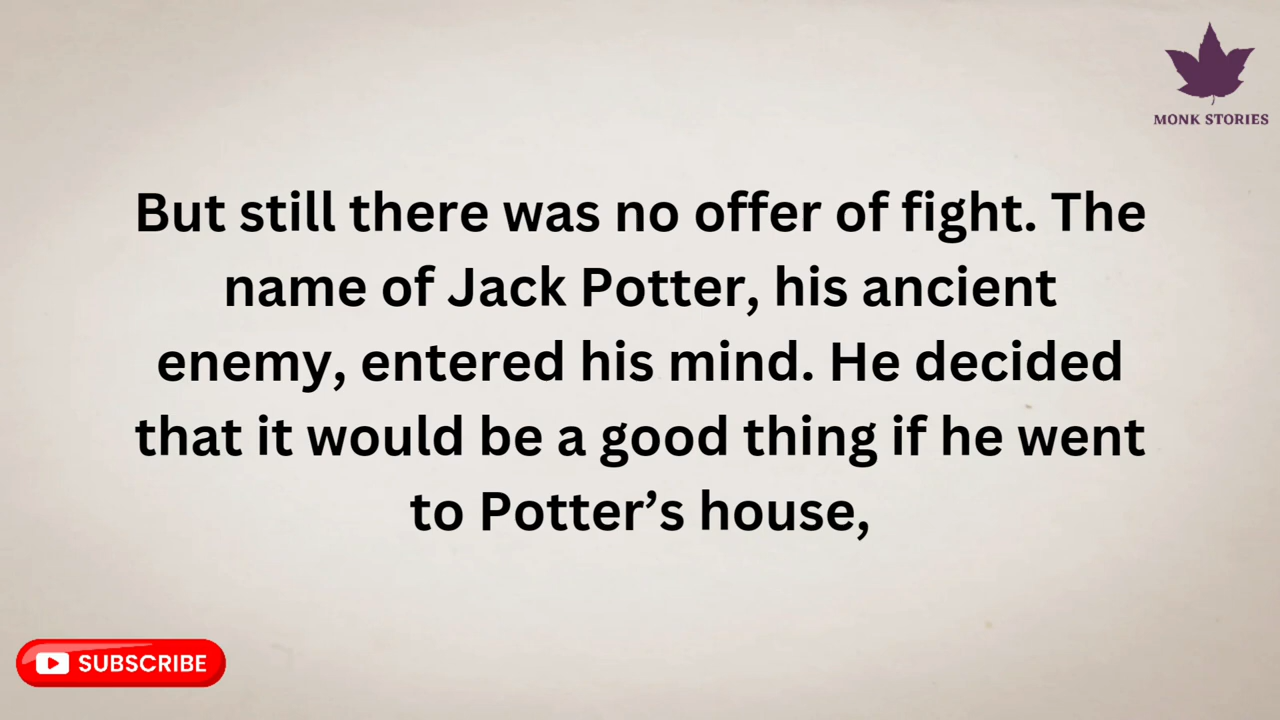 MONK STORIES
But still there was no offer of fight. The
name of Jack Potter, his ancient
enemy, entered his mind. He decided
that it would be a good thing if he went
to Potter’s house,
SUBSCRIBE